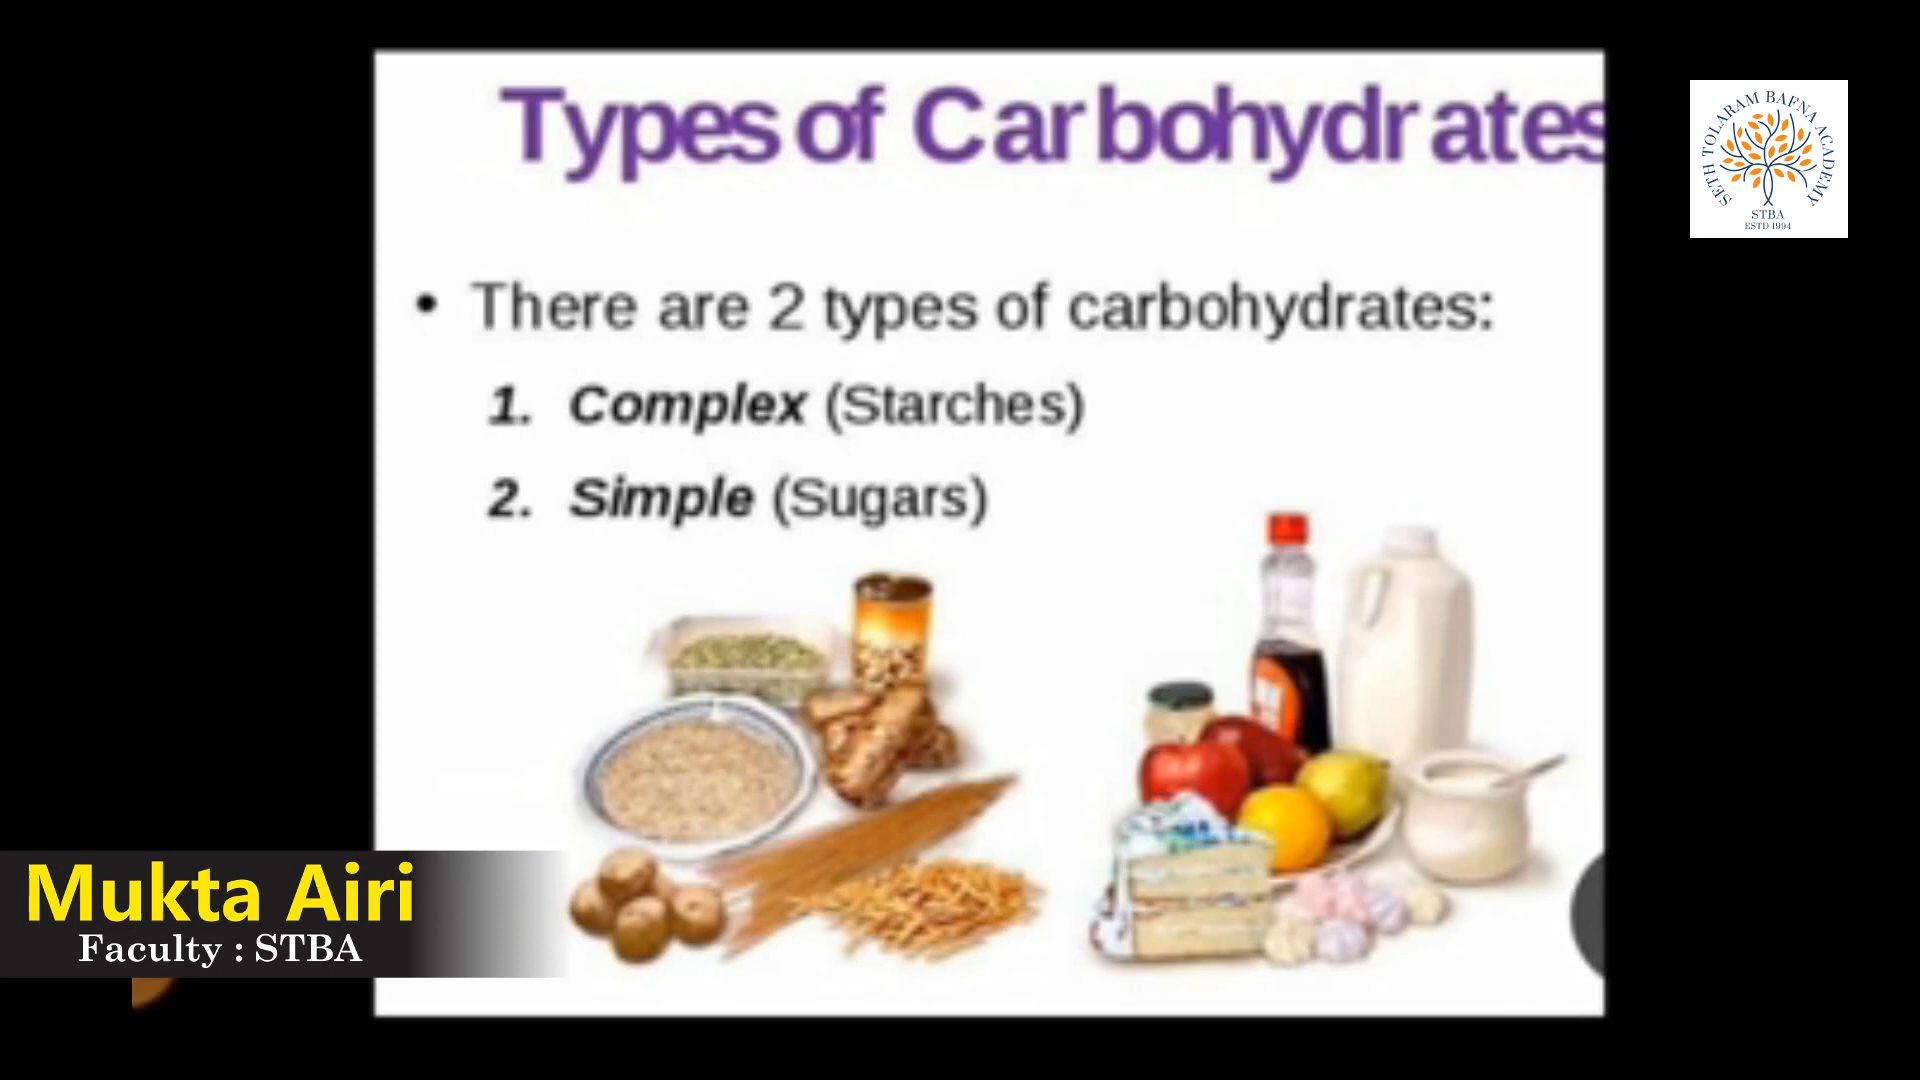 Types of Carbohydrates
SETH TOLARAM BAFNA ACADEMY
STBA
ESTD 1994
• There are 2 types of carbohydrates:
1. Complex (Starches)
2. Simple (Sugars)
Mukta Airi
Faculty : STBA